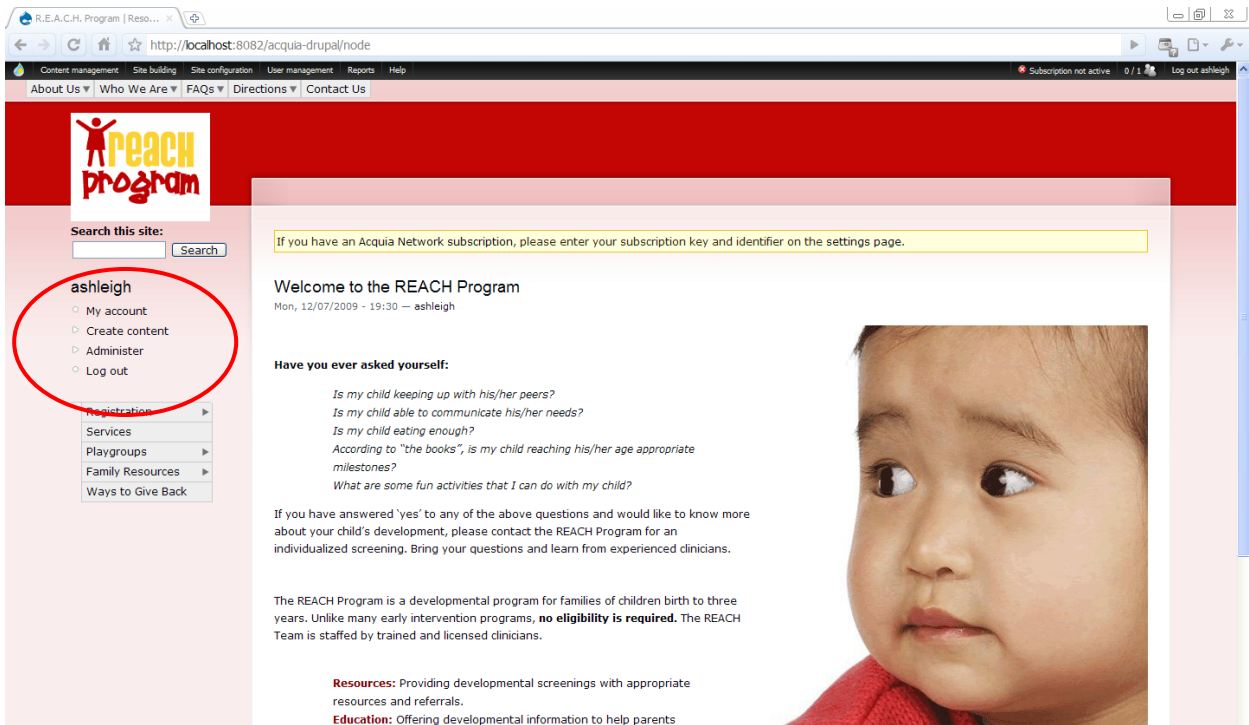 R.E.A.C.H. Program | Reso...
http://localhost:8082/acquia-drupal/node
Content management Site building Site configuration User management Reports Help Subscription not active 0 / 1 Log out ashleigh
About Us Who We Are FAQs Directions Contact Us
reach
program
Search this site:
Search
If you have an Acquia Network subscription, please enter your subscription key and identifier on the settings page.
ashleigh
My account
Create content
Administer
Log out
Registration
Services
Playgroups
Family Resources
Ways to Give Back
Welcome to the REACH Program
Mon, 12/07/2009 - 19:30 — ashleigh
Have you ever asked yourself:
Is my child keeping up with his/her peers?
Is my child able to communicate his/her needs?
Is my child eating enough?
According to "the books", is my child reaching his/her age appropriate
milestones?
What are some fun activities that I can do with my child?
If you have answered 'yes' to any of the above questions and would like to know more
about your child's development, please contact the REACH Program for an
individualized screening. Bring your questions and learn from experienced clinicians.
The REACH Program is a developmental program for families of children birth to three
years. Unlike many early intervention programs, no eligibility is required. The REACH
Team is staffed by trained and licensed clinicians.
Resources: Providing developmental screenings with appropriate
resources and referrals.
Education: Offering developmental information to help parents